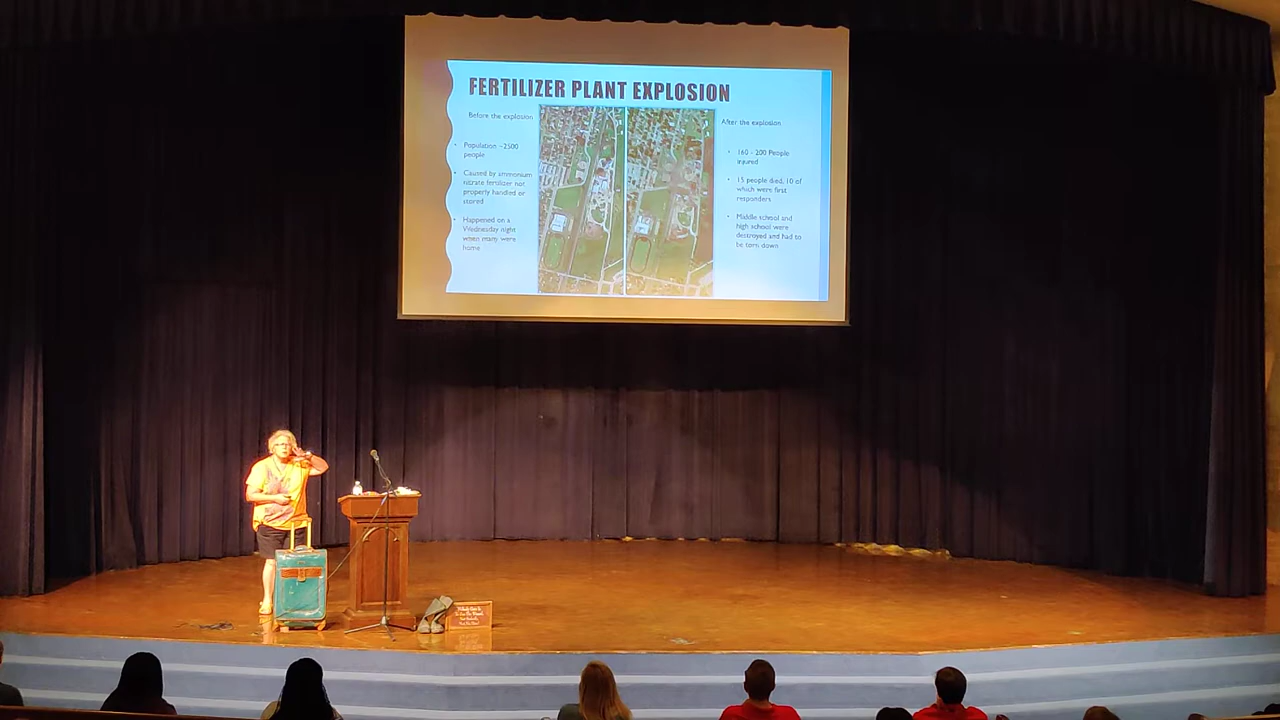 FERTILIZER PLANT EXPLOSION
Before the explosion
Population ~2500
people
Caused by ammonium
nitrate fertilizer not
properly handled or
stored
Happened on a
Wednesday night
when many were
home
After the explosion
160 - 200 People
injured
15 people died, 10 of
which were first
responders
Middle school and
high school were
destroyed and had to
be torn down